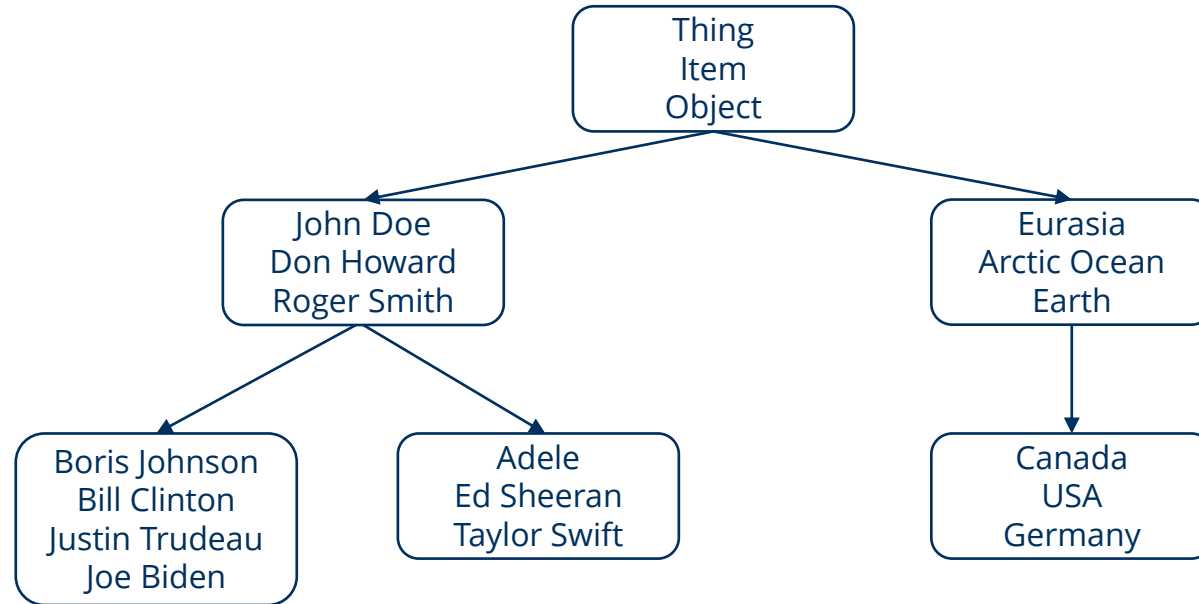 Thing
Item
Object
John Doe
Don Howard
Roger Smith
Eurasia
Arctic Ocean
Earth
Boris Johnson
Bill Clinton
Justin Trudeau
Joe Biden
Adele
Ed Sheeran
Taylor Swift
Canada
USA
Germany